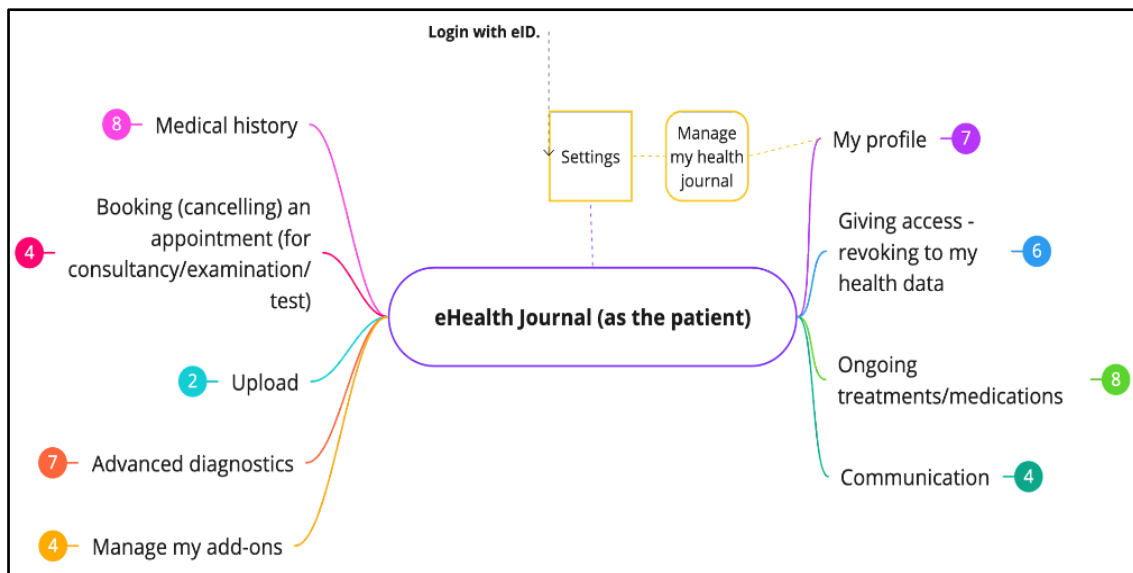 Login with eID.
Settings
Manage
my health
journal
8
Medical history
Booking (cancelling) an
appointment (for
consultancy/examination/
test)
4
2
Upload
7
Advanced diagnostics
4
Manage my add-ons
eHealth Journal (as the patient)
My profile
7
Giving access -
revoking to my
health data
6
Ongoing
treatments/medications
8
Communication
4